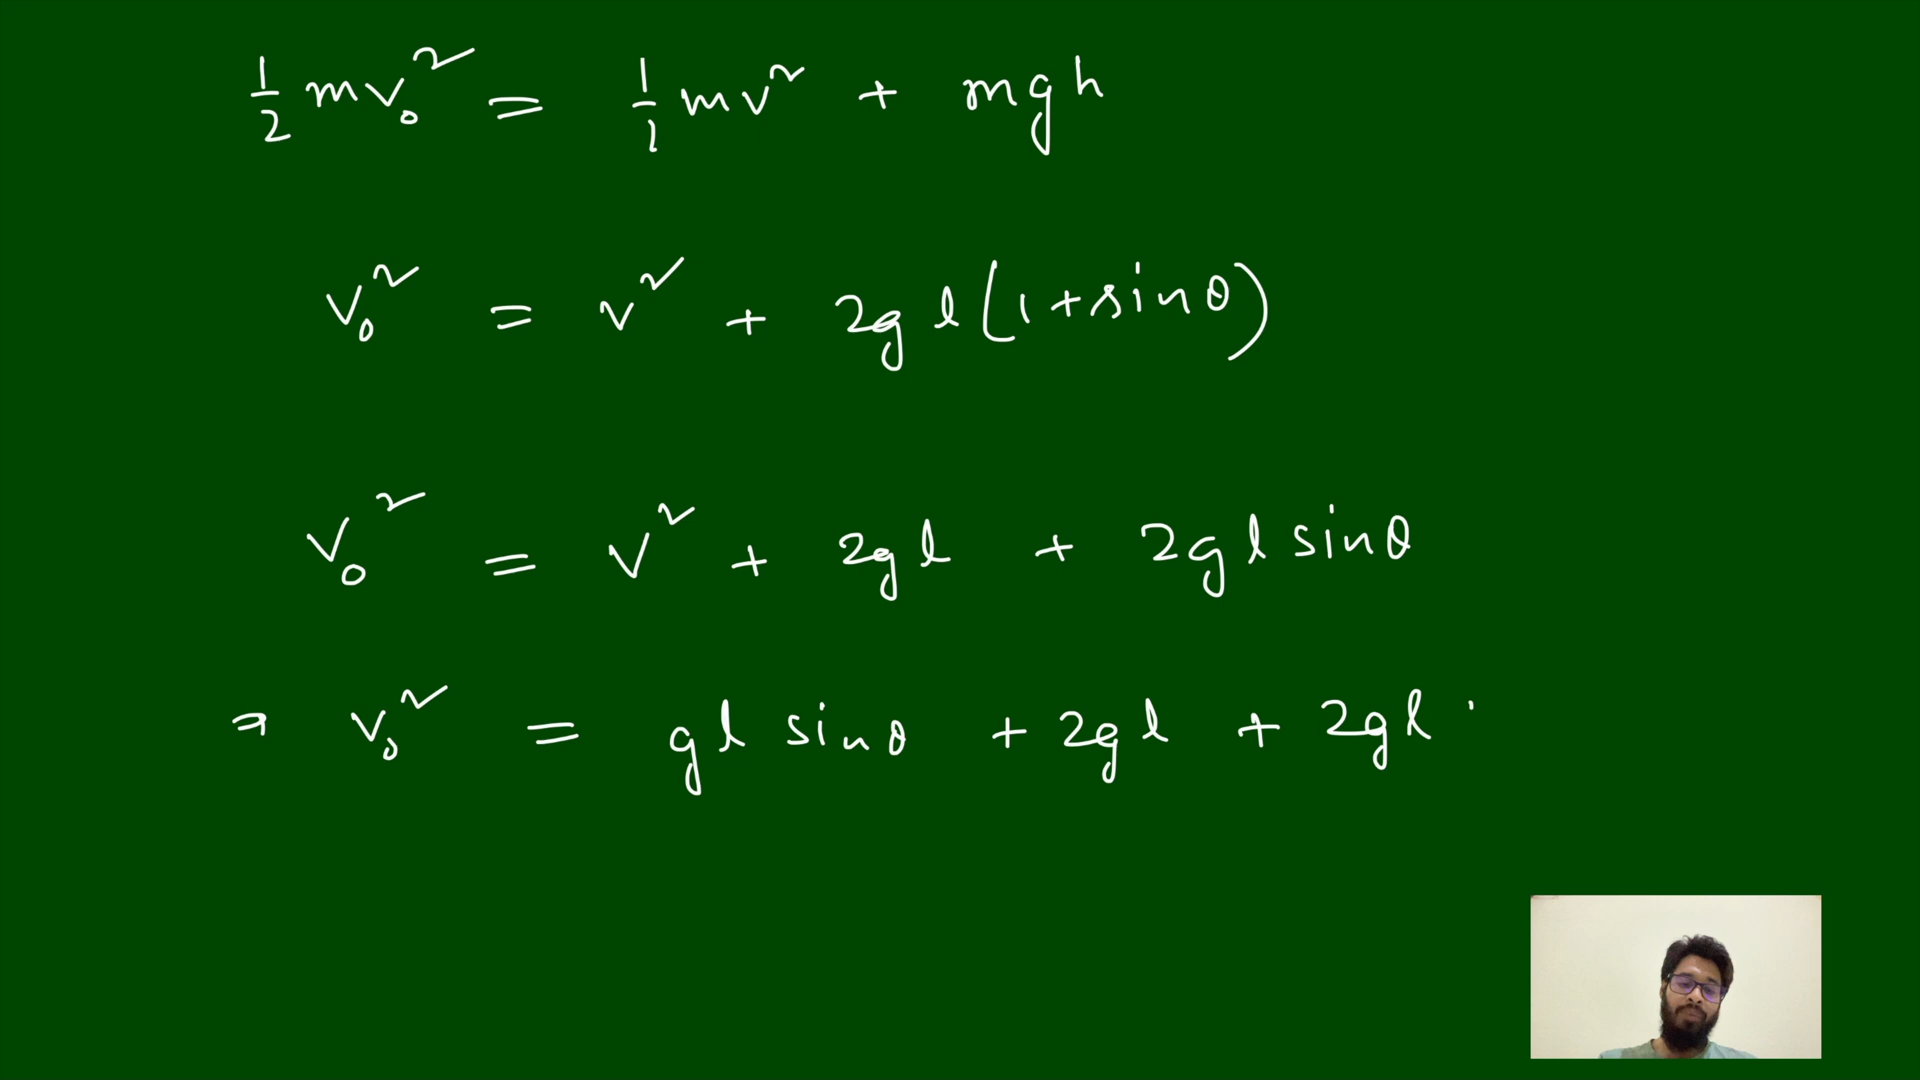 ½ mv₀² = ½ mv² + mgh
v₀² = v² + 2gl(1+sinθ)
v₀² = v² + 2gl + 2gl sinθ
⇒ v₀² = gl sinθ + 2gl + 2gl